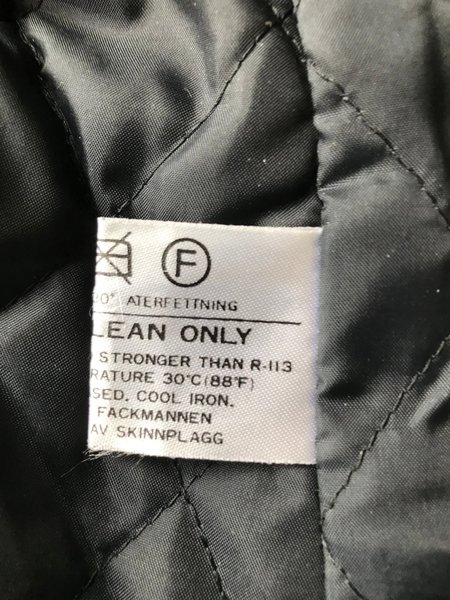 F
0° ATERFETTNING
LEAN ONLY
STRONGER THAN R-113
RATURE 30°C(88°F)
SED. COOL IRON.
FACKMANNEN
AV SKINNPLAGG